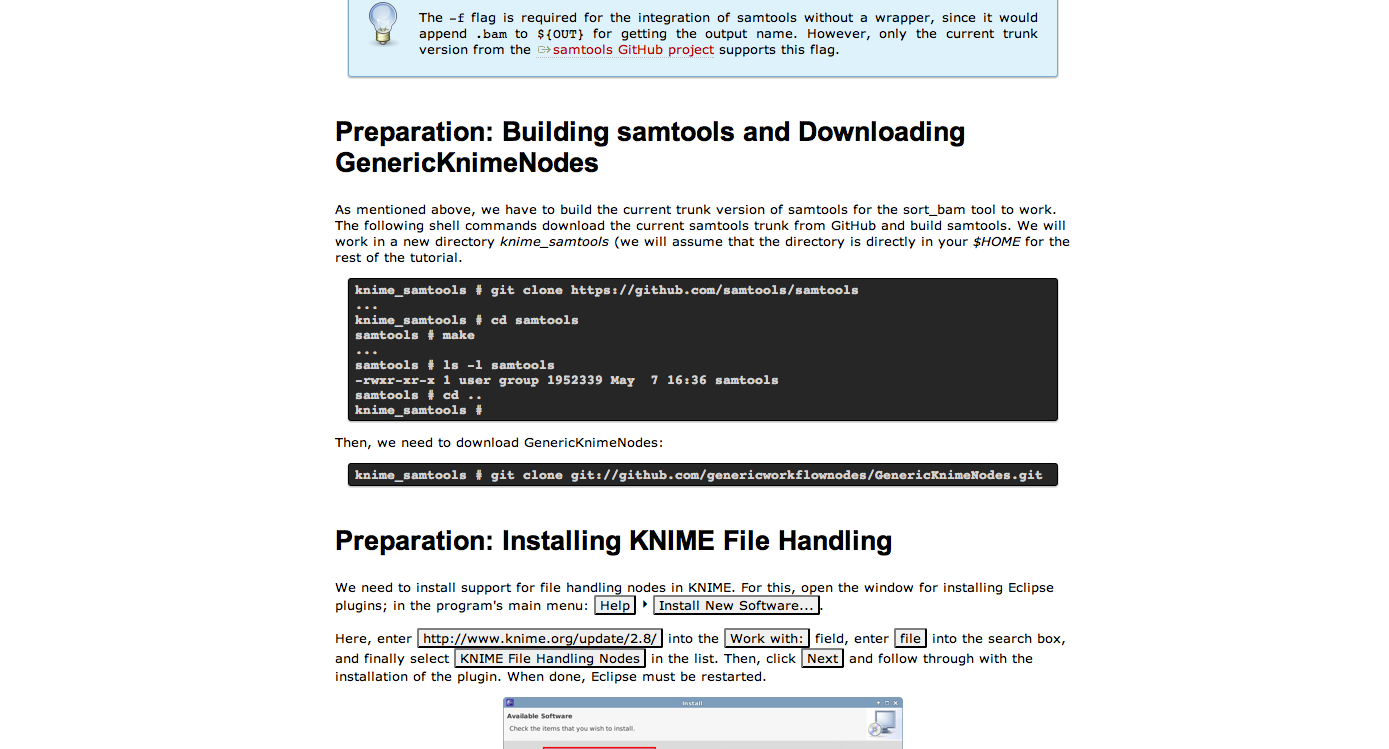 The -f flag is required for the integration of samtools without a wrapper, since it would
append .bam to ${OUT} for getting the output name. However, only the current trunk
version from the samtools GitHub project supports this flag.
Preparation: Building samtools and Downloading
GenericKnimeNodes
As mentioned above, we have to build the current trunk version of samtools for the sort_bam tool to work.
The following shell commands download the current samtools trunk from GitHub and build samtools. We will
work in a new directory knime_samtools (we will assume that the directory is directly in your $HOME for the
rest of the tutorial.
knime_samtools # git clone https://github.com/samtools/samtools
...
knime_samtools # cd samtools
samtools # make
...
samtools # ls -l samtools
-rwxr-xr-x 1 user group 1952339 May  7 16:36 samtools
samtools # cd ..
knime_samtools #
Then, we need to download GenericKnimeNodes:
knime_samtools # git clone git://github.com/genericworkflownodes/GenericKnimeNodes.git
Preparation: Installing KNIME File Handling
We need to install support for file handling nodes in KNIME. For this, open the window for installing Eclipse
plugins; in the program's main menu: Help ‣ Install New Software....
Here, enter http://www.knime.org/update/2.8/ into the Work with: field, enter file into the search box,
and finally select KNIME File Handling Nodes in the list. Then, click Next and follow through with the
installation of the plugin. When done, Eclipse must be restarted.
Install
Available Software
Check the items that you wish to install.